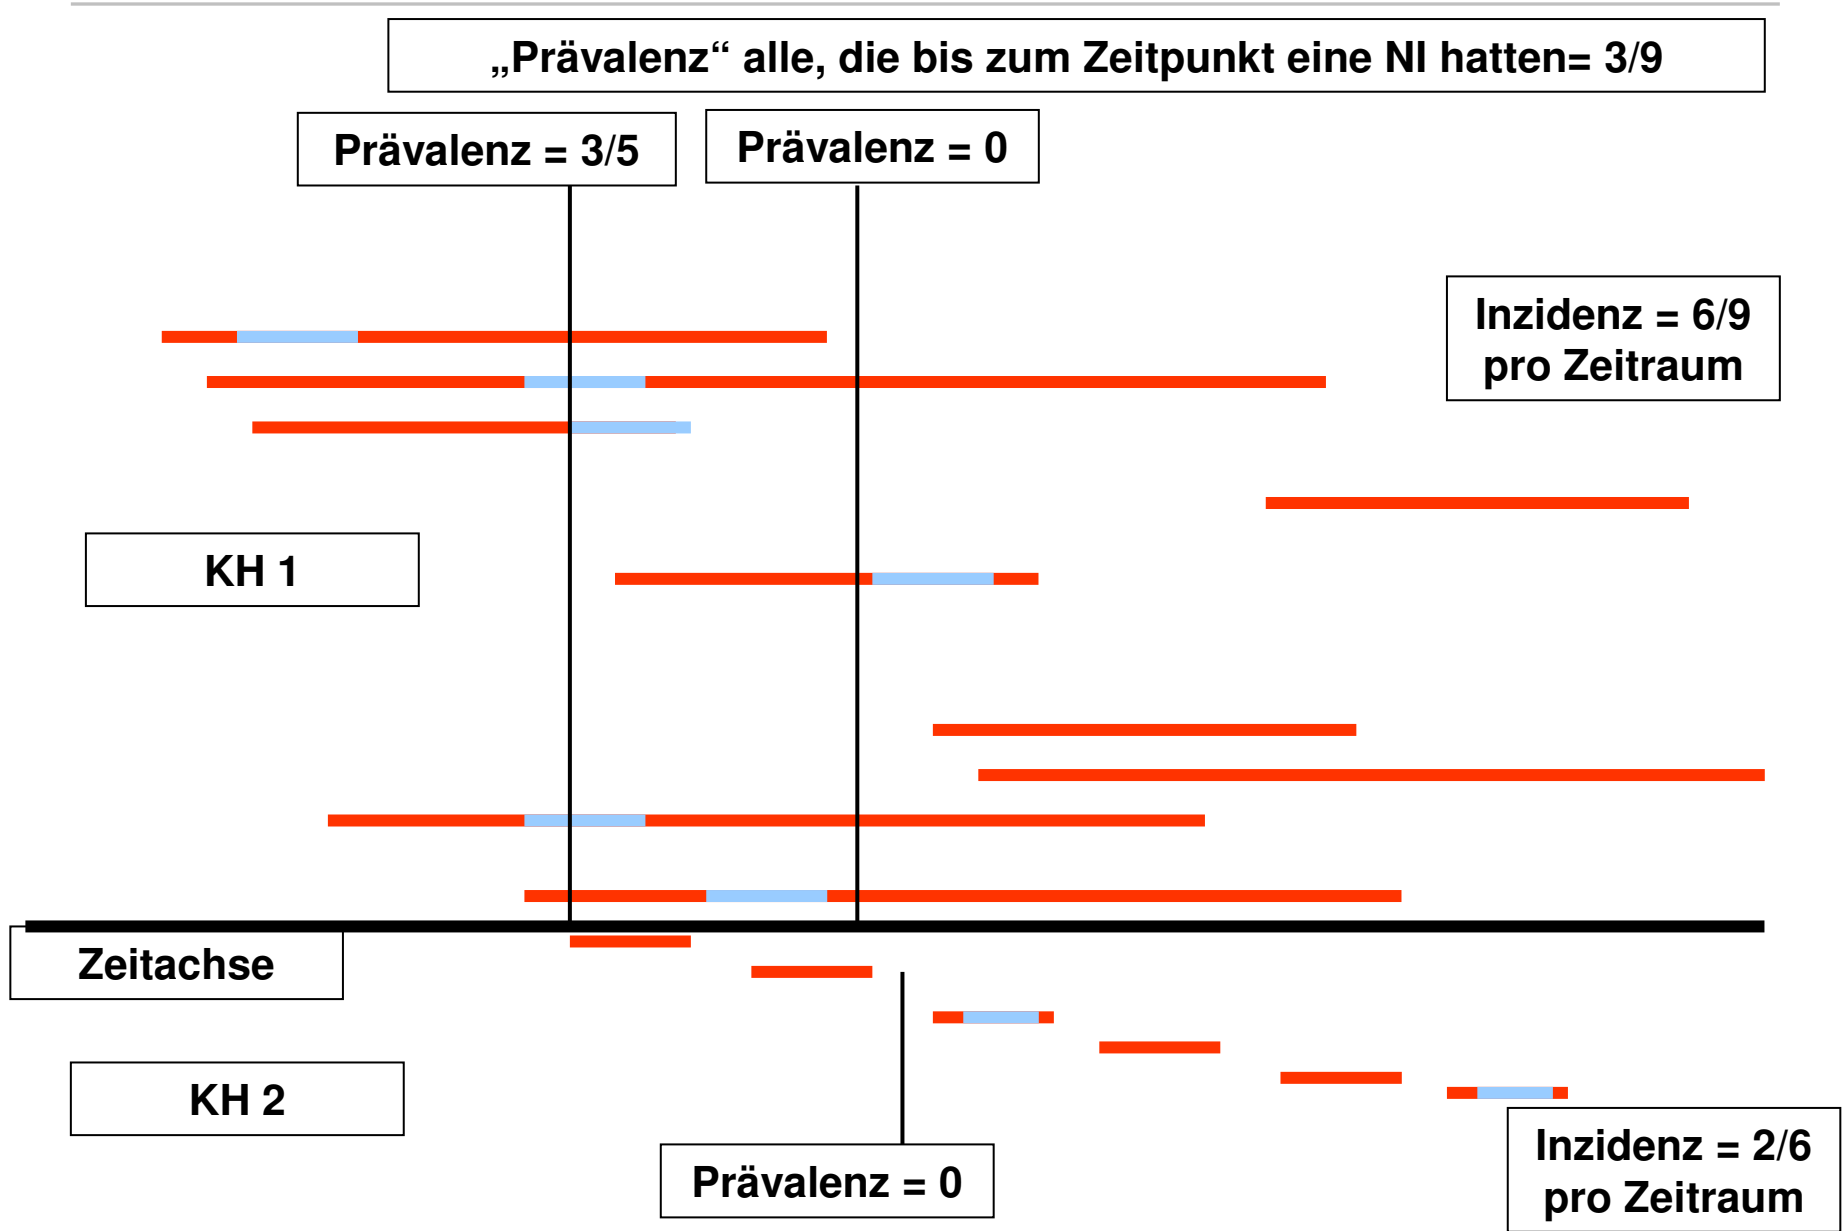 „Prävalenz“ alle, die bis zum Zeitpunkt eine NI hatten= 3/9
Prävalenz = 3/5
Prävalenz = 0
Inzidenz = 6/9
pro Zeitraum
KH 1
Zeitachse
KH 2
Prävalenz = 0
Inzidenz = 2/6
pro Zeitraum